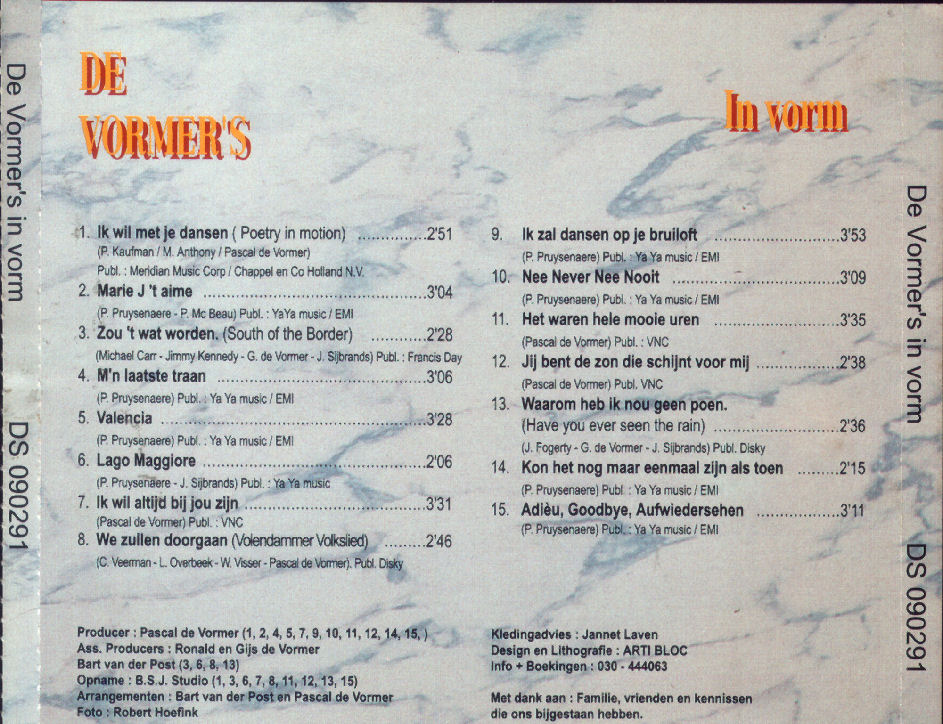 De Vormer's in vorm
DS 090291
DE
VORMER'S
In vorm
1. Ik wil met je dansen ( Poetry in motion) ..............2'51
(P. Kaufman / M. Anthony / Pascal de Vormer)
Publ. : Meridian Music Corp / Chappel en Co Holland N.V.
2. Marie J 't aime ..............3'04
(P. Pruysenaere - P. Mc Beau) Publ. : YaYa music / EMI
3. Zou 't wat worden. (South of the Border) ...........2'28
(Michael Carr - Jimmy Kennedy - G. de Vormer - J. Sijbrands) Publ. : Francis Day
4. M'n laatste traan ..............3'06
(P. Pruysenaere) Publ. : Ya Ya music / EMI
5. Valencia ..............3'28
(P. Pruysenaere) Publ. : Ya Ya music / EMI
6. Lago Maggiore ..............2'06
(P. Pruysenaere - J. Sijbrands) Publ. : Ya Ya music
7. Ik wil altijd bij jou zijn ..............3'31
(Pascal de Vormer) Publ. : VNC
8. We zullen doorgaan (Volendammer Volkslied) .........2'46
(C. Veerman - L. Overbeek - W. Visser - Pascal de Vormer). Publ. Disky
9. Ik zal dansen op je bruiloft ..............3'53
(P. Pruysenaere) Publ. : Ya Ya music / EMI
10. Nee Never Nee Nooit ..............3'09
(P. Pruysenaere) Publ. : Ya Ya music / EMI
11. Het waren hele mooie uren ..............3'35
(Pascal de Vormer) Publ. : VNC
12. Jij bent de zon die schijnt voor mij ..............2'38
(Pascal de Vormer) Publ. VNC
13. Waarom heb ik nou geen poen.
(Have you ever seen the rain) ..............2'36
(J. Fogerty - G. de Vormer - J. Sijbrands) Publ. Disky
14. Kon het nog maar eenmaal zijn als toen .........2'15
(P. Pruysenaere) Publ. : Ya Ya music / EMI
15. Adièu, Goodbye, Aufwiedersehen ..............3'11
(P. Pruysenaere) Publ. : Ya Ya music / EMI
Producer : Pascal de Vormer (1, 2, 4, 5, 7, 9, 10, 11, 12, 14, 15, )
Ass. Producers : Ronald en Gijs de Vormer
Bart van der Post (3, 6, 8, 13)
Opname : B.S.J. Studio (1, 3, 6, 7, 8, 11, 12, 13, 15)
Arrangementen : Bart van der Post en Pascal de Vormer
Foto : Robert Hoefink
Kledingadvies : Jannet Laven
Design en Lithografie : ARTI BLOC
Info + Boekingen : 030 - 444063
Met dank aan : Familie, vrienden en kennissen
die ons bijgestaan hebben.
De Vormer's in vorm
DS 090291